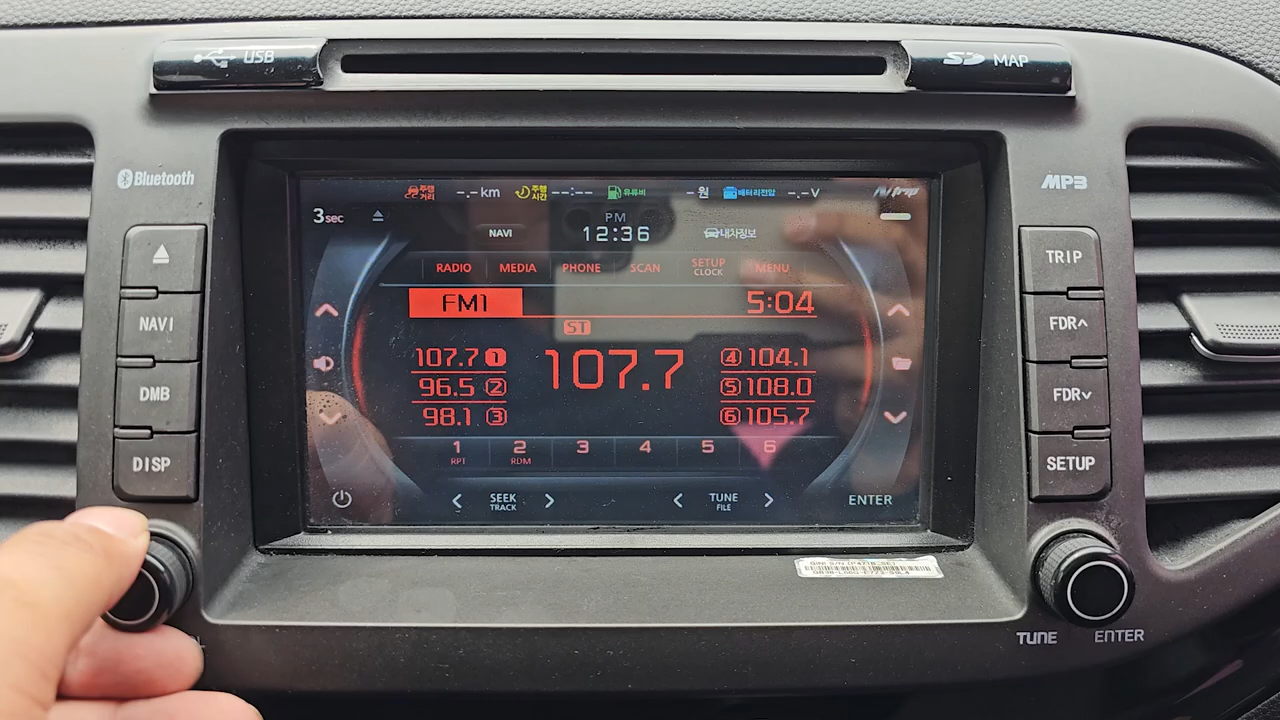 USB
SD MAP
Bluetooth
MP3
주행거리 -.- km 주행시간 --:-- 유류비 - 원 배터리전압 -.-V N trip
3sec
PM
NAVI 12:36 내차정보
RADIO MEDIA PHONE SCAN SETUP CLOCK MENU
FM1 5:04
ST
107.7 1 107.7 4 104.1
96.5 2 5 108.0
98.1 3 6 105.7
1 RPT 2 RDM 3 4 5 6
SEEK TRACK TUNE FILE ENTER
NAVI
DMB
DISP
TRIP
FDR
FDR
SETUP
TUNE ENTER